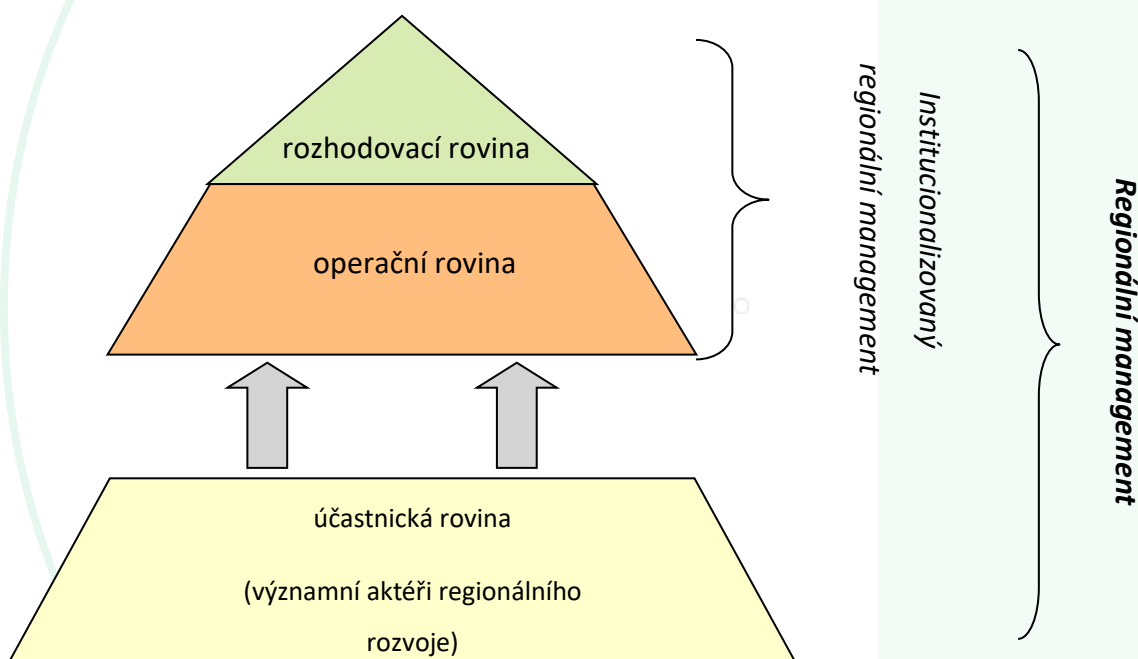 rozhodovací rovina
operační rovina
účastnická rovina
(významní aktéři regionálního
rozvoje)
Institucionalizovaný
regionální management
Regionální management